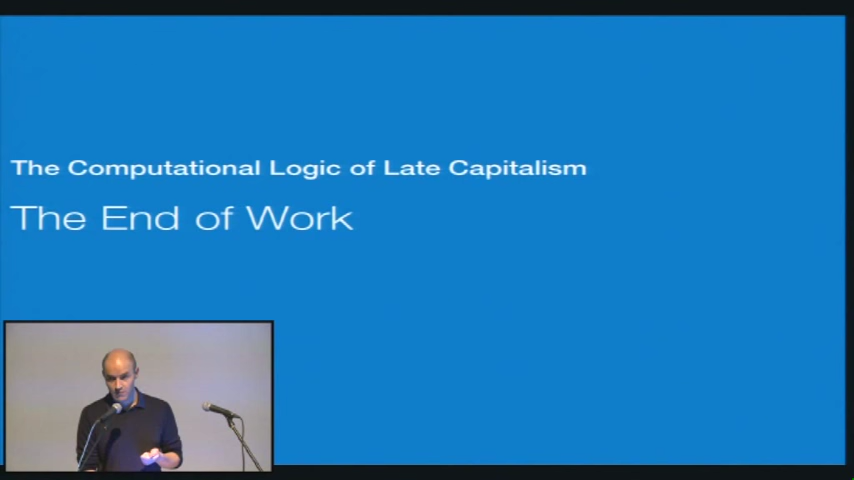 The Computational Logic of Late Capitalism
The End of Work